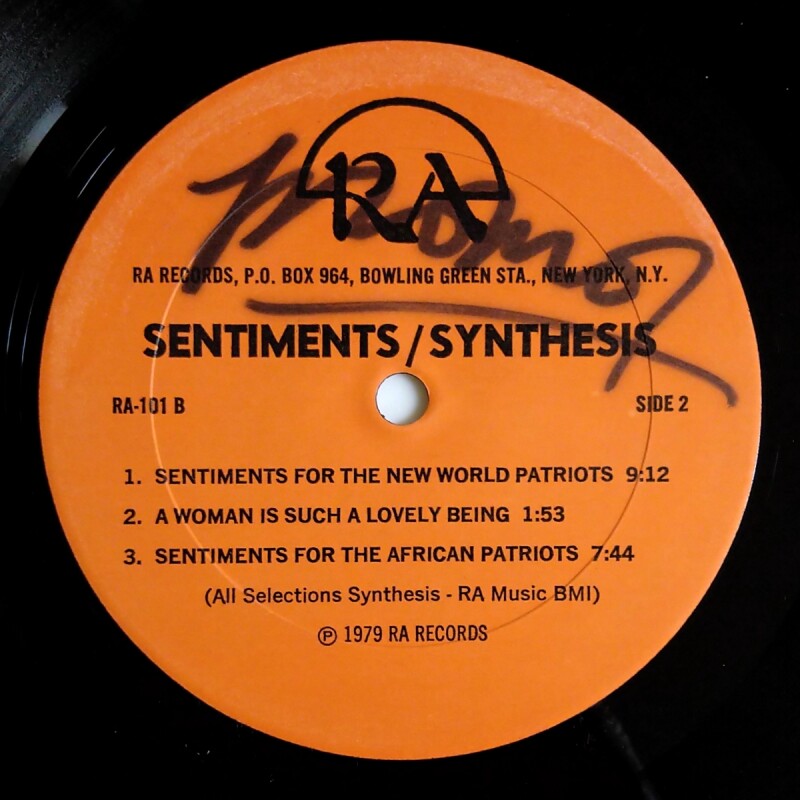 RA
RA RECORDS, P.O. BOX 964, BOWLING GREEN STA., NEW YORK, N.Y.
SENTIMENTS/SYNTHESIS
RA-101 B
SIDE 2
1. SENTIMENTS FOR THE NEW WORLD PATRIOTS 9:12
2. A WOMAN IS SUCH A LOVELY BEING 1:53
3. SENTIMENTS FOR THE AFRICAN PATRIOTS 7:44
(All Selections Synthesis - RA Music BMI)
℗ 1979 RA RECORDS